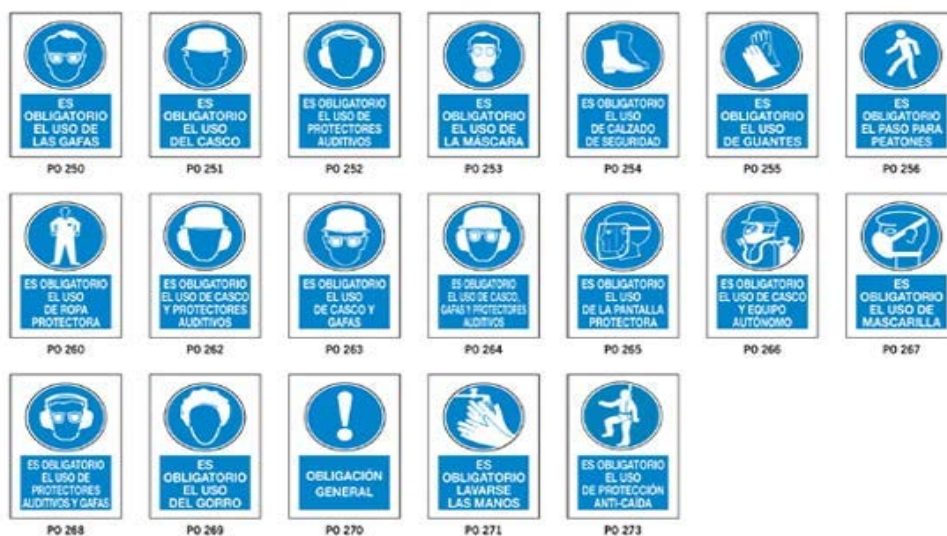 ES
OBLIGATORIO
EL USO DE
LAS GAFAS
PO 250
ES
OBLIGATORIO
EL USO
DEL CASCO
PO 251
ES OBLIGATORIO
EL USO DE
PROTECTORES
AUDITIVOS
PO 252
ES
OBLIGATORIO
EL USO DE
LA MÁSCARA
PO 253
ES OBLIGATORIO
EL USO
DE CALZADO
DE SEGURIDAD
PO 254
ES
OBLIGATORIO
EL USO
DE GUANTES
PO 255
ES
OBLIGATORIO
EL PASO PARA
PEATONES
PO 256
ES OBLIGATORIO
EL USO
DE ROPA
PROTECTORA
PO 260
ES OBLIGATORIO
EL USO DE CASCO
Y PROTECTORES
AUDITIVOS
PO 262
ES OBLIGATORIO
EL USO
DE CASCO Y
GAFAS
PO 263
ES OBLIGATORIO
EL USO DE CASCO,
GAFAS Y PROTECTORES
AUDITIVOS
PO 264
ES OBLIGATORIO
EL USO
DE LA PANTALLA
PROTECTORA
PO 265
ES OBLIGATORIO
EL USO DE CASCO
Y EQUIPO
AUTÓNOMO
PO 266
ES
OBLIGATORIO
EL USO DE
MASCARILLA
PO 267
ES OBLIGATORIO
EL USO DE
PROTECTORES
AUDITIVOS Y GAFAS
PO 268
ES
OBLIGATORIO
EL USO
DEL GORRO
PO 269
OBLIGACIÓN
GENERAL
PO 270
ES
OBLIGATORIO
LAVARSE
LAS MANOS
PO 271
ES OBLIGATORIO
EL USO
DE PROTECCIÓN
ANTI-CAÍDA
PO 273